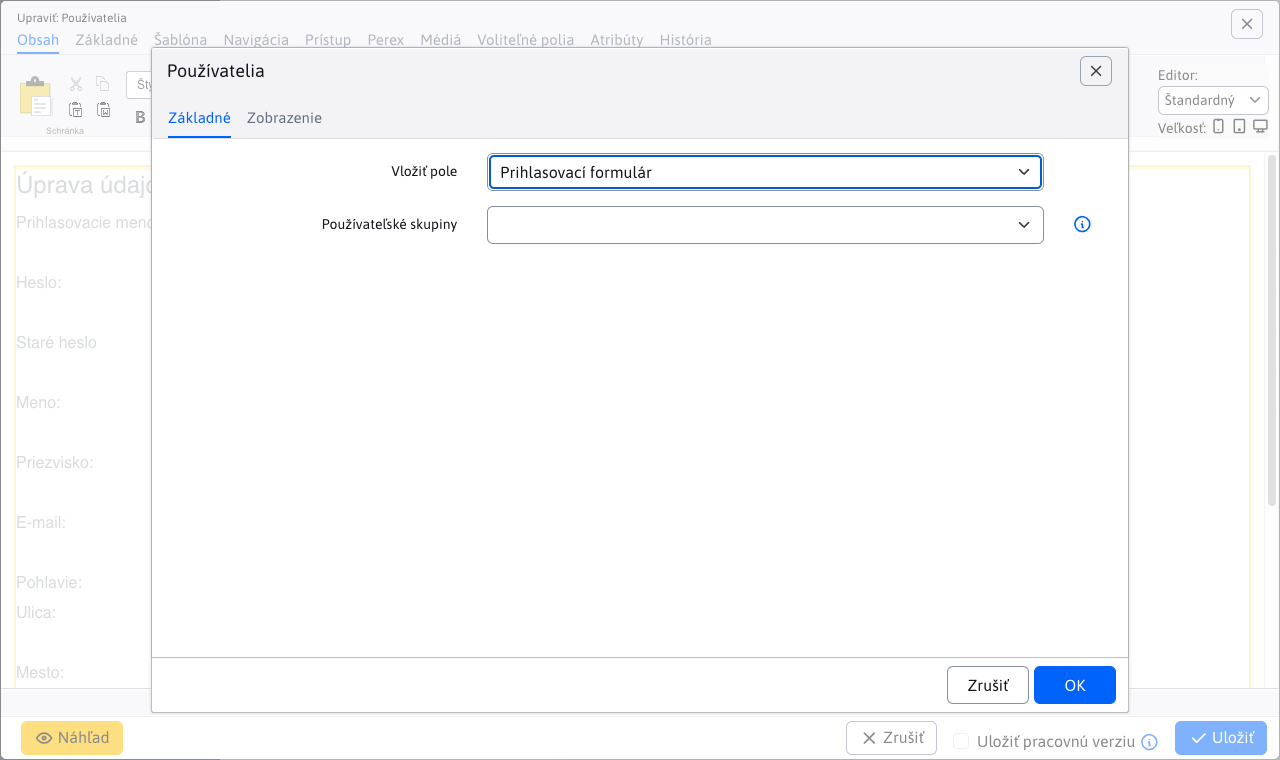 Upraviť: Používatelia
Obsah Základné Šablóna Navigácia Prístup Perex Médiá Voliteľné polia Atribúty História
Schránka
Editor:
Štandardný
Veľkosť:
Používatelia
Základné Zobrazenie
Vložiť pole Prihlasovací formulár
Používateľské skupiny
Úprava údajo
Prihlasovacie meno
Heslo:
Staré heslo
Meno:
Priezvisko:
E-mail:
Pohlavie:
Ulica:
Mesto:
Zrušiť OK
Náhľad Zrušiť Uložiť pracovnú verziu Uložiť